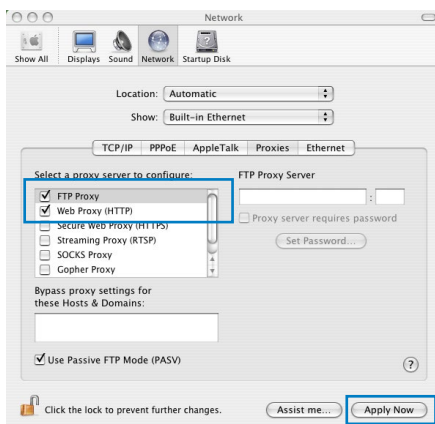 Network
Show All Displays Sound Network Startup Disk
Location: Automatic
Show: Built-in Ethernet
TCP/IP PPPoE AppleTalk Proxies Ethernet
Select a proxy server to configure: FTP Proxy Server
FTP Proxy
:
Web Proxy (HTTP)
Proxy server requires password
Secure Web Proxy (HTTPS)
Streaming Proxy (RTSP) Set Password...
SOCKS Proxy
Gopher Proxy
Bypass proxy settings for
these Hosts & Domains:
Use Passive FTP Mode (PASV) ?
Click the lock to prevent further changes. Assist me... Apply Now